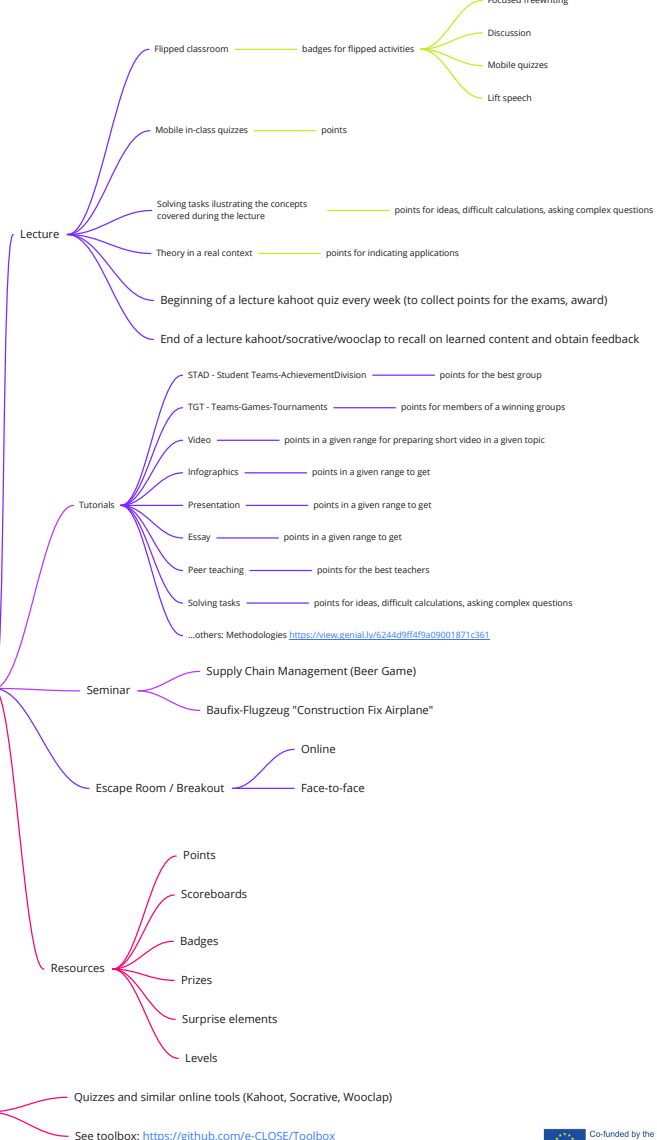 Focused freewriting
Flipped classroom
badges for flipped activities
Discussion
Mobile quizzes
Lift speech
Mobile in-class quizzes
points
Solving tasks ilustrating the concepts
covered during the lecture
points for ideas, difficult calculations, asking complex questions
Lecture
Theory in a real context
points for indicating applications
Beginning of a lecture kahoot quiz every week (to collect points for the exams, award)
End of a lecture kahoot/socrative/wooclap to recall on learned content and obtain feedback
STAD - Student Teams-AchievementDivision
points for the best group
TGT - Teams-Games-Tournaments
points for members of a winning groups
Video
points in a given range for preparing short video in a given topic
Infographics
points in a given range to get
Tutorials
Presentation
points in a given range to get
Essay
points in a given range to get
Peer teaching
points for the best teachers
Solving tasks
points for ideas, difficult calculations, asking complex questions
...others: Methodologies https://view.genial.ly/6244d9ff4f9a09001871c361
Seminar
Supply Chain Management (Beer Game)
Baufix-Flugzeug "Construction Fix Airplane"
Escape Room / Breakout
Online
Face-to-face
Resources
Points
Scoreboards
Badges
Prizes
Surprise elements
Levels
Quizzes and similar online tools (Kahoot, Socrative, Wooclap)
See toolbox: https://github.com/e-CLOSE/Toolbox
Co-funded by the